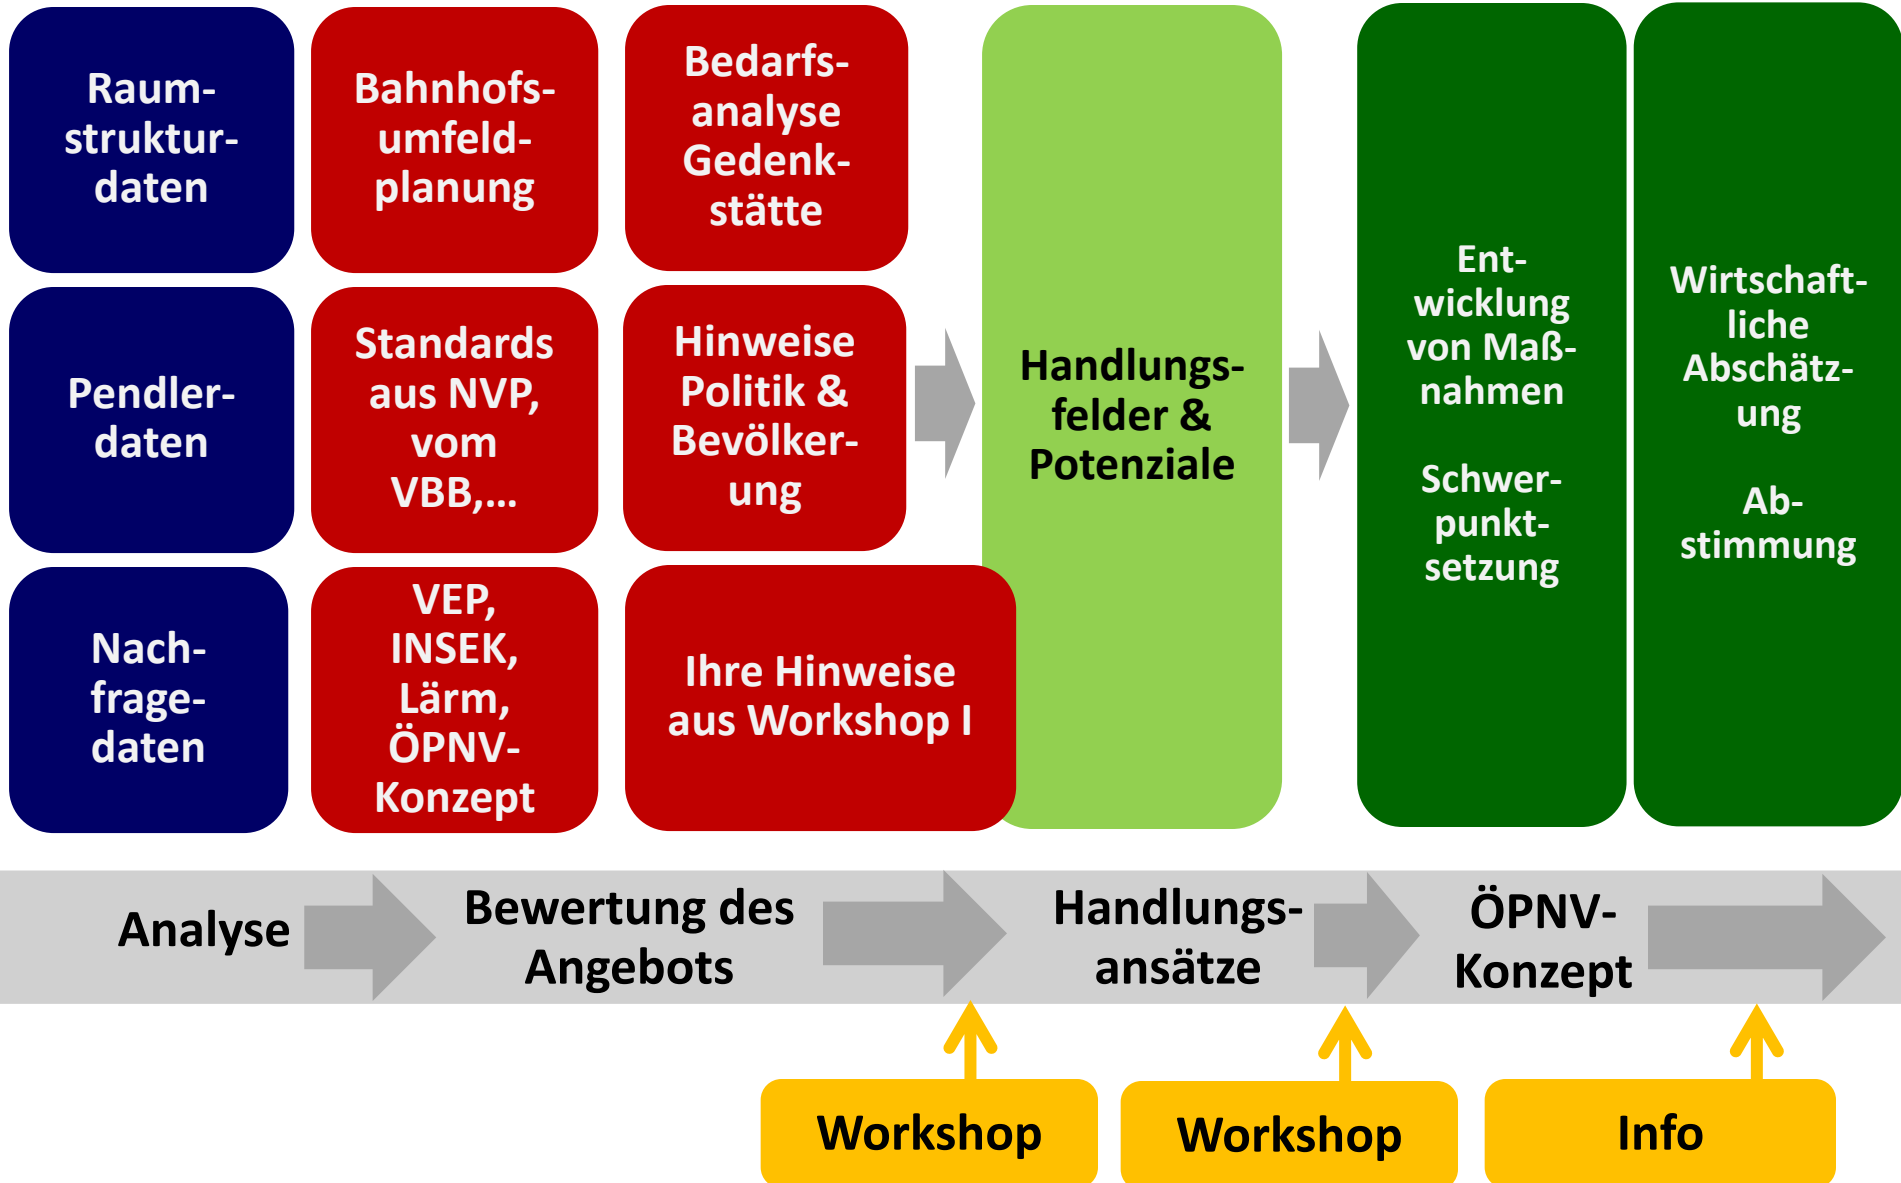 Raum-
struktur-
daten
Bahnhofs-
umfeld-
planung
Bedarfs-
analyse
Gedenk-
stätte
Pendler-
daten
Standards
aus NVP,
vom
VBB,...
Hinweise
Politik &
Bevölker-
ung
Nach-
frage-
daten
VEP,
INSEK,
Lärm,
ÖPNV-
Konzept
Ihre Hinweise
aus Workshop I
Handlungs-
felder &
Potenziale
Ent-
wicklung
von Maß-
nahmen
Schwer-
punkt-
setzung
Wirtschaft-
liche
Abschätz-
ung
Ab-
stimmung
Analyse
Bewertung des
Angebots
Handlungs-
ansätze
ÖPNV-
Konzept
Workshop
Workshop
Info